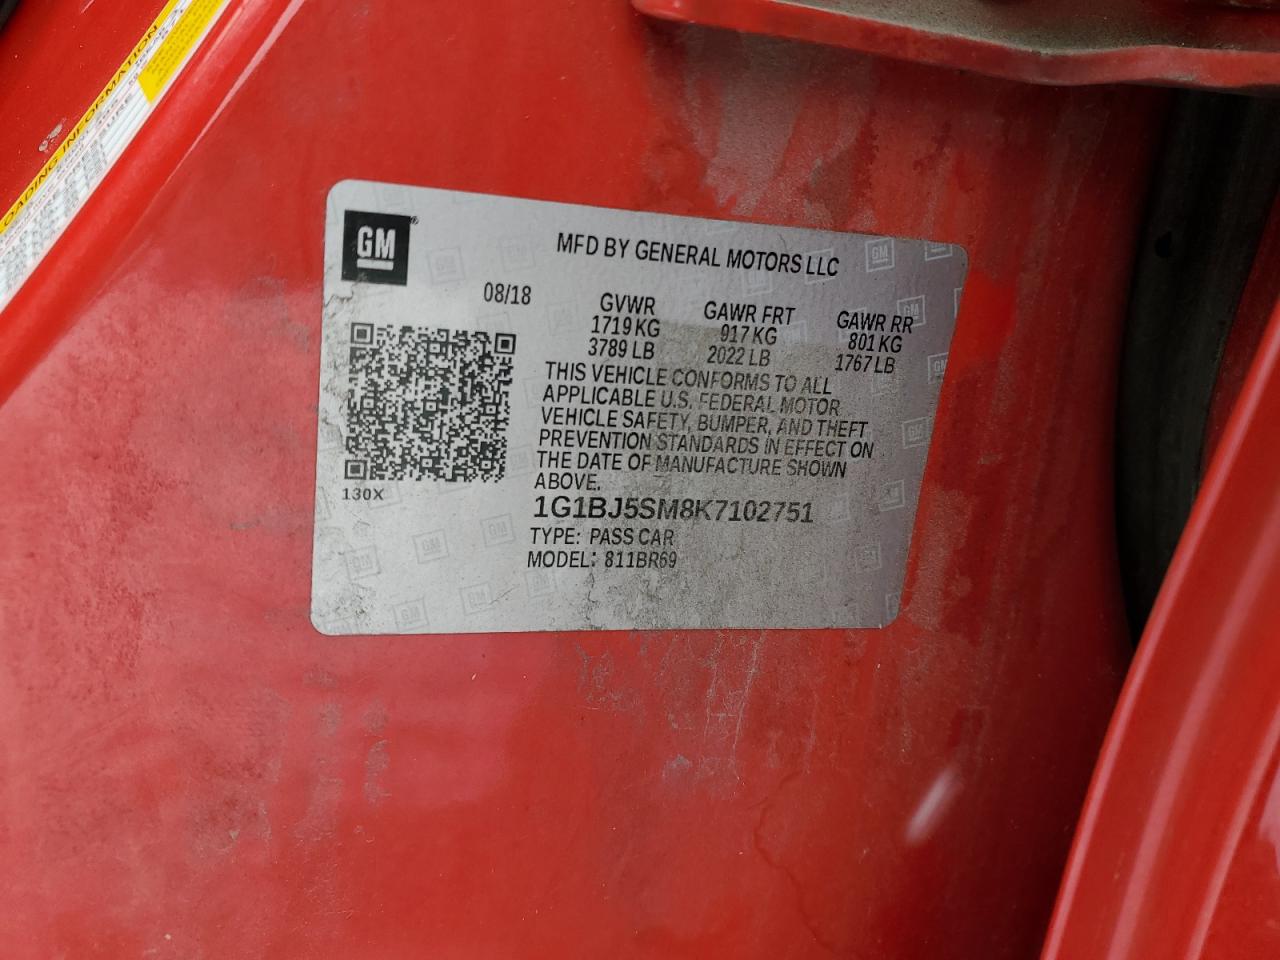 LOADING INFORMATION
GM
MFD BY GENERAL MOTORS LLC
08/18
GVWR
1719 KG
3789 LB
GAWR FRT
917 KG
2022 LB
GAWR RR
801 KG
1767 LB
THIS VEHICLE CONFORMS TO ALL
APPLICABLE U.S. FEDERAL MOTOR
VEHICLE SAFETY, BUMPER, AND THEFT
PREVENTION STANDARDS IN EFFECT ON
THE DATE OF MANUFACTURE SHOWN
ABOVE.
130X
1G1BJ5SM8K7102751
TYPE: PASS CAR
MODEL: 811BR69